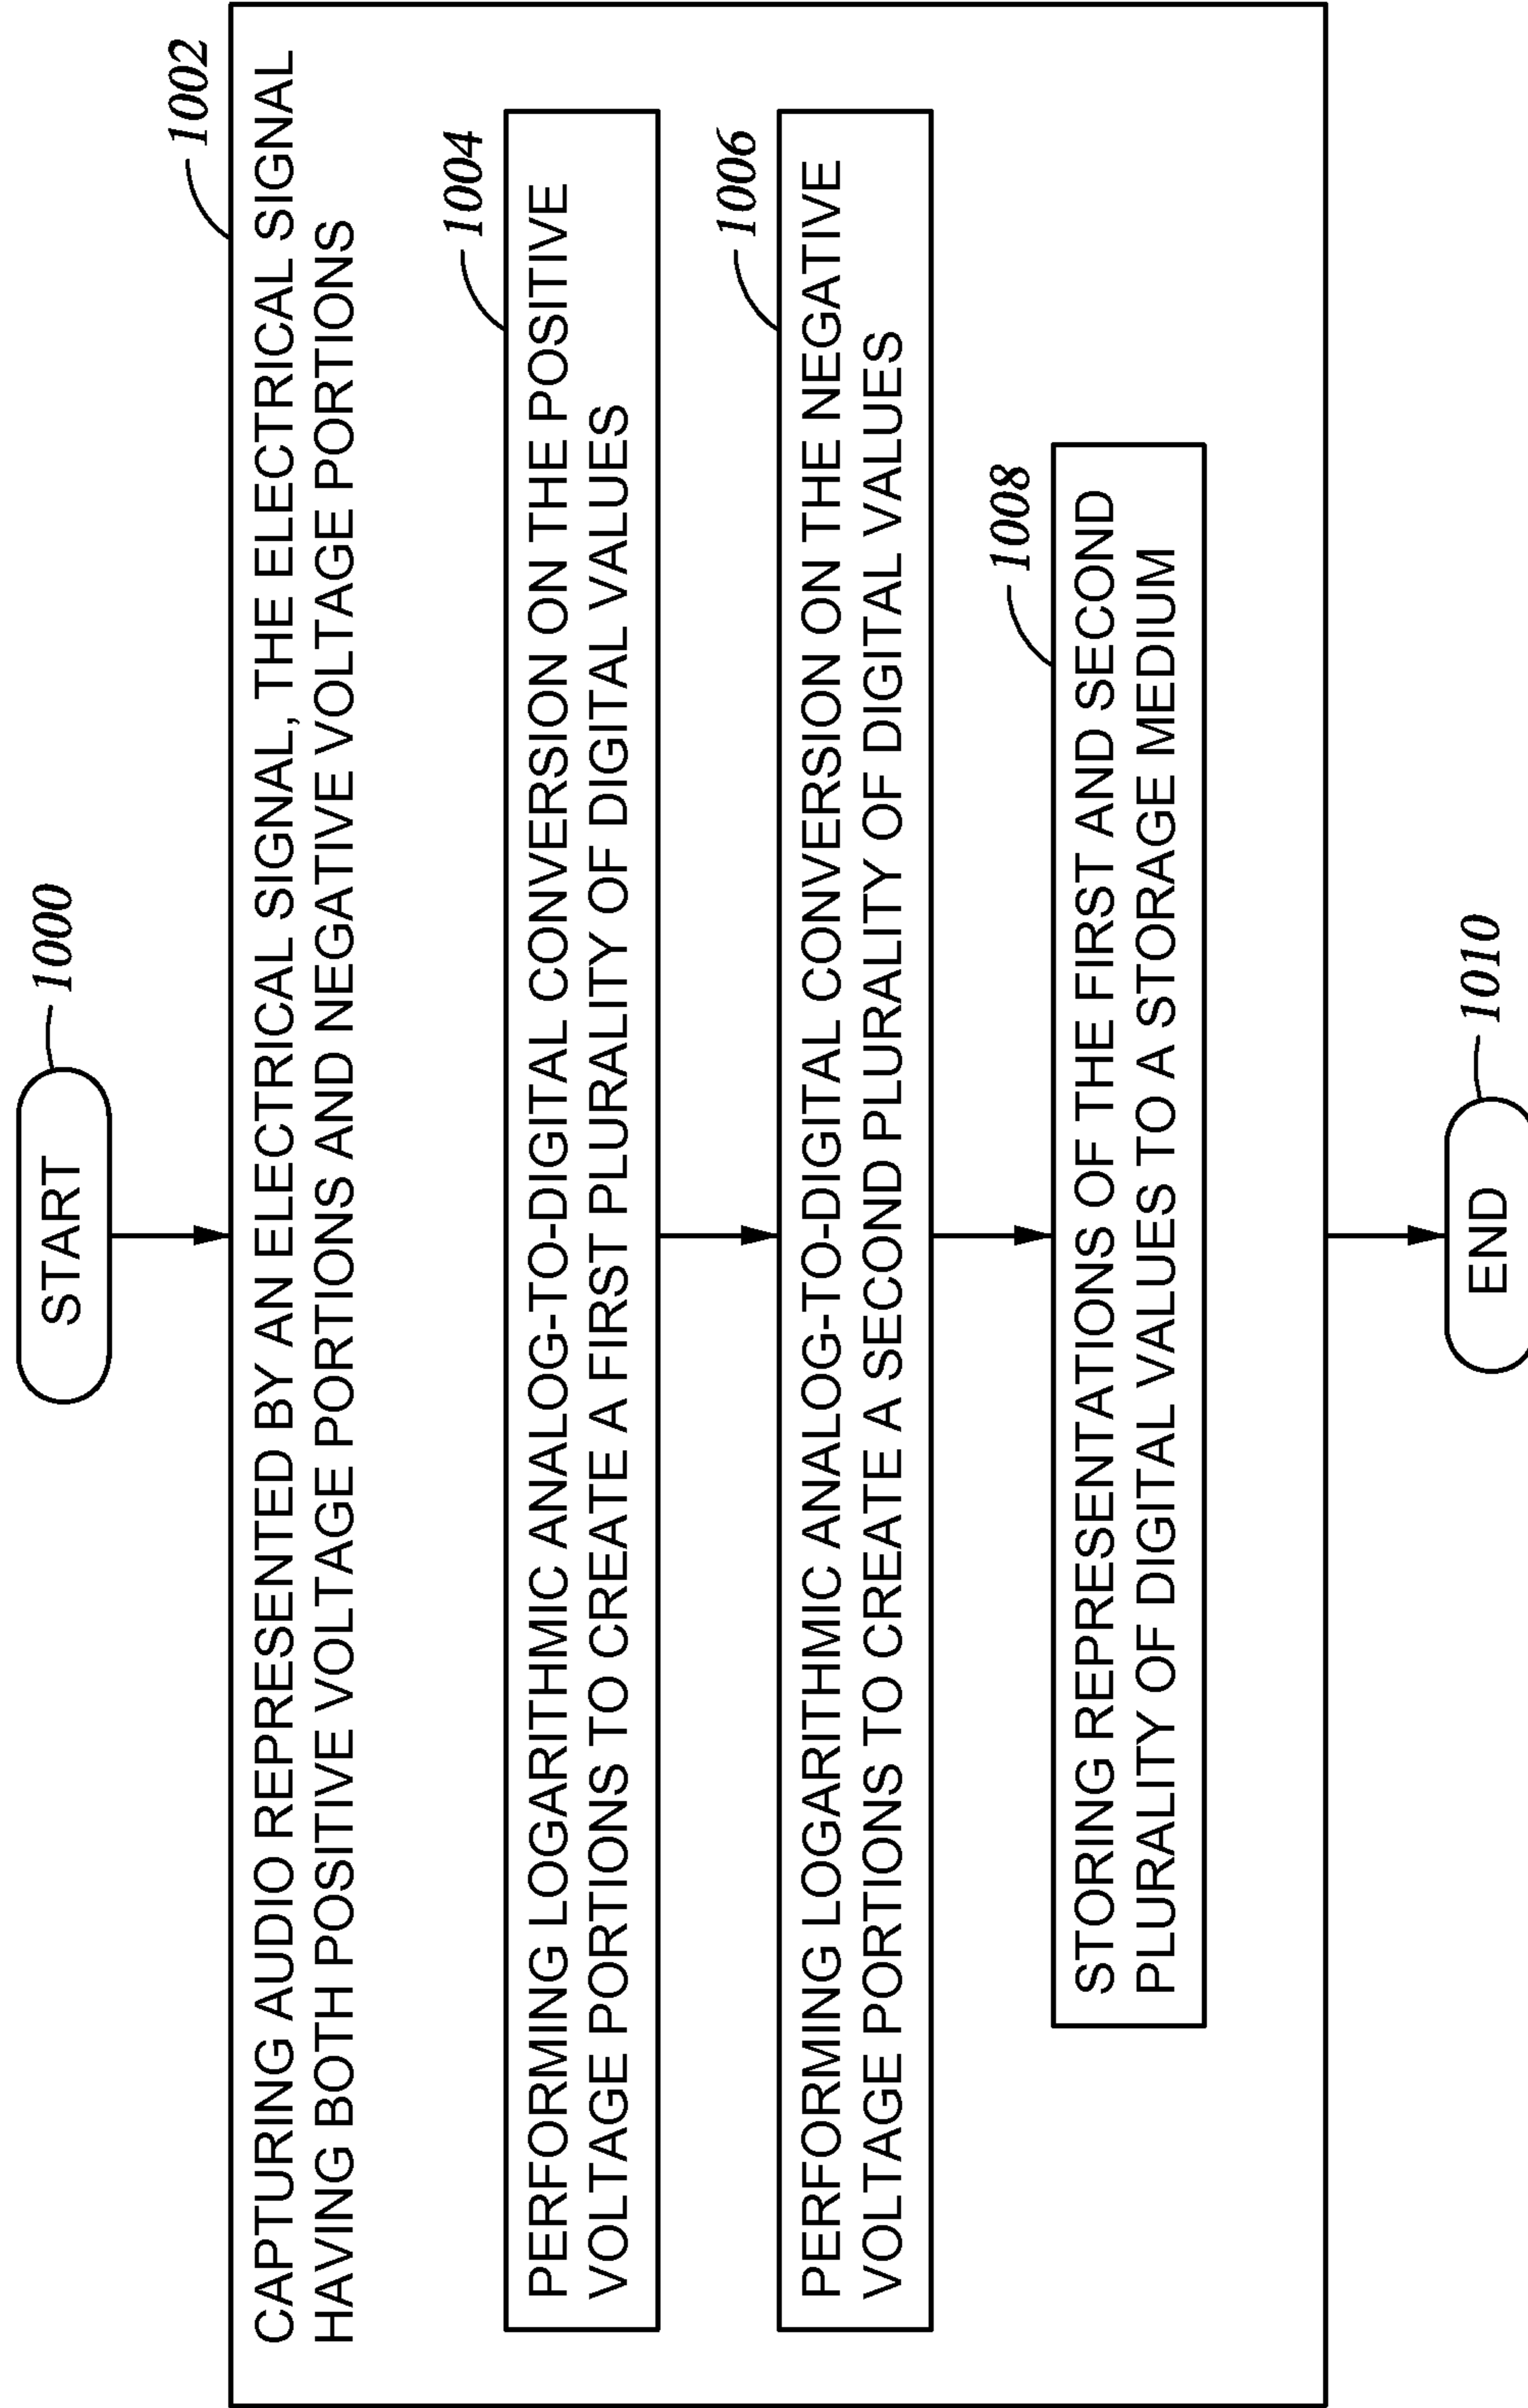 START
1000
1002
CAPTURING AUDIO REPRESENTED BY AN ELECTRICAL SIGNAL, THE ELECTRICAL SIGNAL
HAVING BOTH POSITIVE VOLTAGE PORTIONS AND NEGATIVE VOLTAGE PORTIONS
1004
PERFORMING LOGARITHMIC ANALOG-TO-DIGITAL CONVERSION ON THE POSITIVE
VOLTAGE PORTIONS TO CREATE A FIRST PLURALITY OF DIGITAL VALUES
1006
PERFORMING LOGARITHMIC ANALOG-TO-DIGITAL CONVERSION ON THE NEGATIVE
VOLTAGE PORTIONS TO CREATE A SECOND PLURALITY OF DIGITAL VALUES
1008
STORING REPRESENTATIONS OF THE FIRST AND SECOND
PLURALITY OF DIGITAL VALUES TO A STORAGE MEDIUM
END
1010